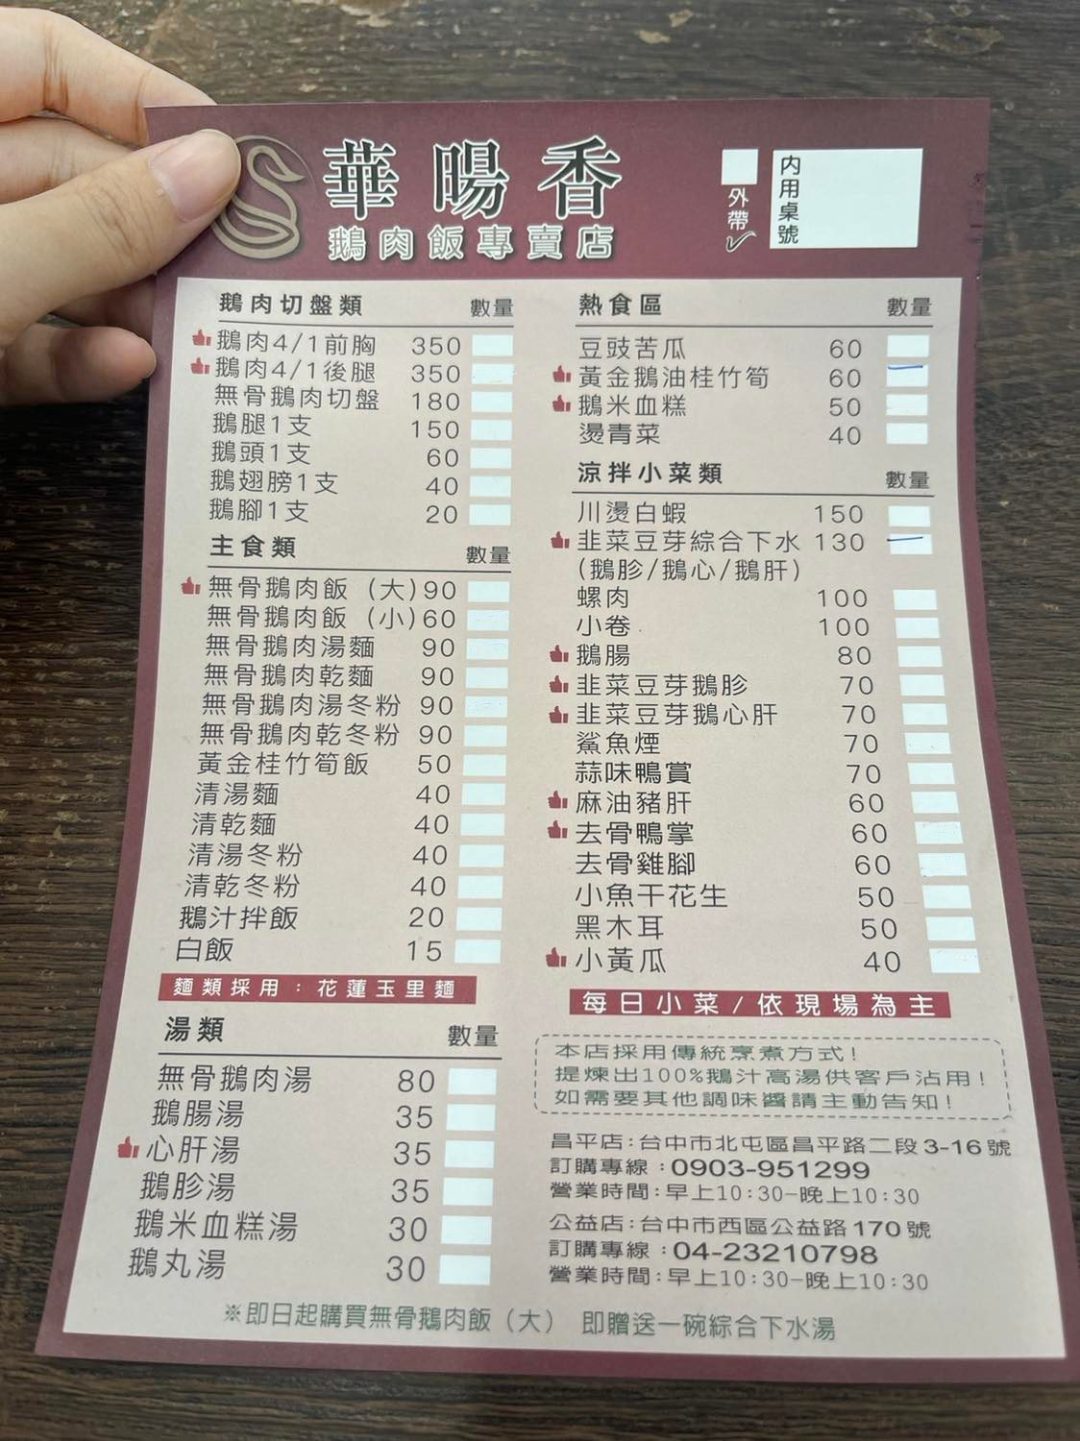 華暘香
鵝肉飯專賣店
外帶✓
內用桌號
鵝肉切盤類 數量
鵝肉4/1前胸 350
鵝肉4/1後腿 350
無骨鵝肉切盤 180
鵝腿1支 150
鵝頭1支 60
鵝翅膀1支 40
鵝腳1支 20
主食類 數量
無骨鵝肉飯（大）90
無骨鵝肉飯（小）60
無骨鵝肉湯麵 90
無骨鵝肉乾麵 90
無骨鵝肉湯冬粉 90
無骨鵝肉乾冬粉 90
黃金桂竹筍飯 50
清湯麵 40
清乾麵 40
清湯冬粉 40
清乾冬粉 40
鵝汁拌飯 20
白飯 15
麵類採用：花蓮玉里麵
湯類 數量
無骨鵝肉湯 80
鵝腸湯 35
心肝湯 35
鵝胗湯 35
鵝米血糕湯 30
鵝丸湯 30
熱食區 數量
豆豉苦瓜 60
黃金鵝油桂竹筍 60
鵝米血糕 50
燙青菜 40
涼拌小菜類 數量
川燙白蝦 150
韭菜豆芽綜合下水 130
(鵝胗/鵝心/鵝肝)
螺肉 100
小卷 100
鵝腸 80
韭菜豆芽鵝胗 70
韭菜豆芽鵝心肝 70
鯊魚煙 70
蒜味鴨賞 70
麻油豬肝 60
去骨鴨掌 60
去骨雞腳 60
小魚干花生 50
黑木耳 50
小黃瓜 40
每日小菜/依現場為主
本店採用傳統烹煮方式！
提煉出100%鵝汁高湯供客戶沾用！
如需要其他調味醬請主動告知！
昌平店：台中市北屯區昌平路二段3-16號
訂購專線：0903-951299
營業時間：早上10:30-晚上10:30
公益店：台中市西區公益路170號
訂購專線：04-23210798
營業時間：早上10:30-晚上10:30
※即日起購買無骨鵝肉飯（大） 即贈送一碗綜合下水湯